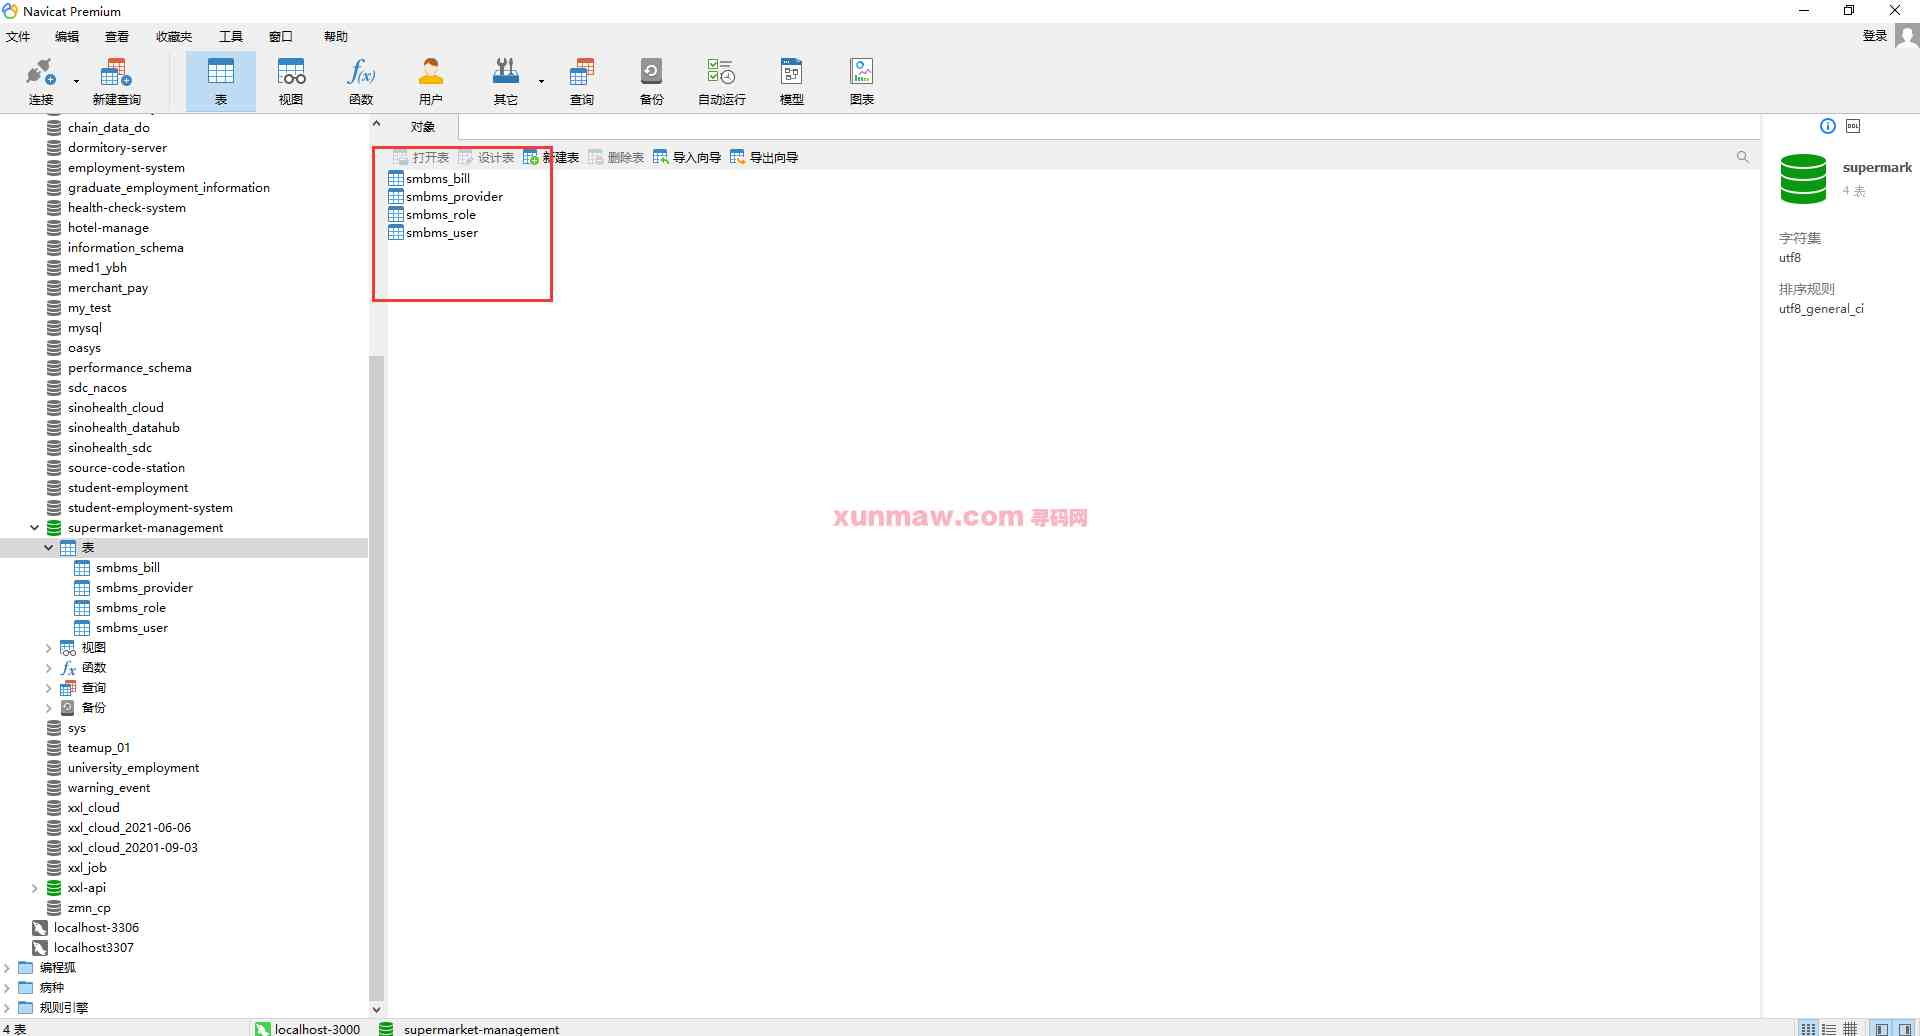 Navicat Premium
文件 编辑 查看 收藏夹 工具 窗口 帮助 登录
连接 新建查询 表 视图 函数 用户 其它 查询 备份 自动运行 模型 图表
chain_data_do
dormitory-server
employment-system
graduate_employment_information
health-check-system
hotel-manage
information_schema
med1_ybh
merchant_pay
my_test
mysql
oasys
performance_schema
sdc_nacos
sinohealth_cloud
sinohealth_datahub
sinohealth_sdc
source-code-station
student-employment
student-employment-system
supermarket-management
表
smbms_bill
smbms_provider
smbms_role
smbms_user
视图
函数
查询
备份
sys
teamup_01
university_employment
warning_event
xxl_cloud
xxl_cloud_2021-06-06
xxl_cloud_20201-09-03
xxl_job
xxl-api
zmn_cp
localhost-3306
localhost3307
编程狐
病种
规则引擎
对象
打开表 设计表 新建表 删除表 导入向导 导出向导
smbms_bill
smbms_provider
smbms_role
smbms_user
xunmaw.com 寻码网
DDL
supermark
4 表
字符集
utf8
排序规则
utf8_general_ci
4 表 localhost-3000 supermarket-management